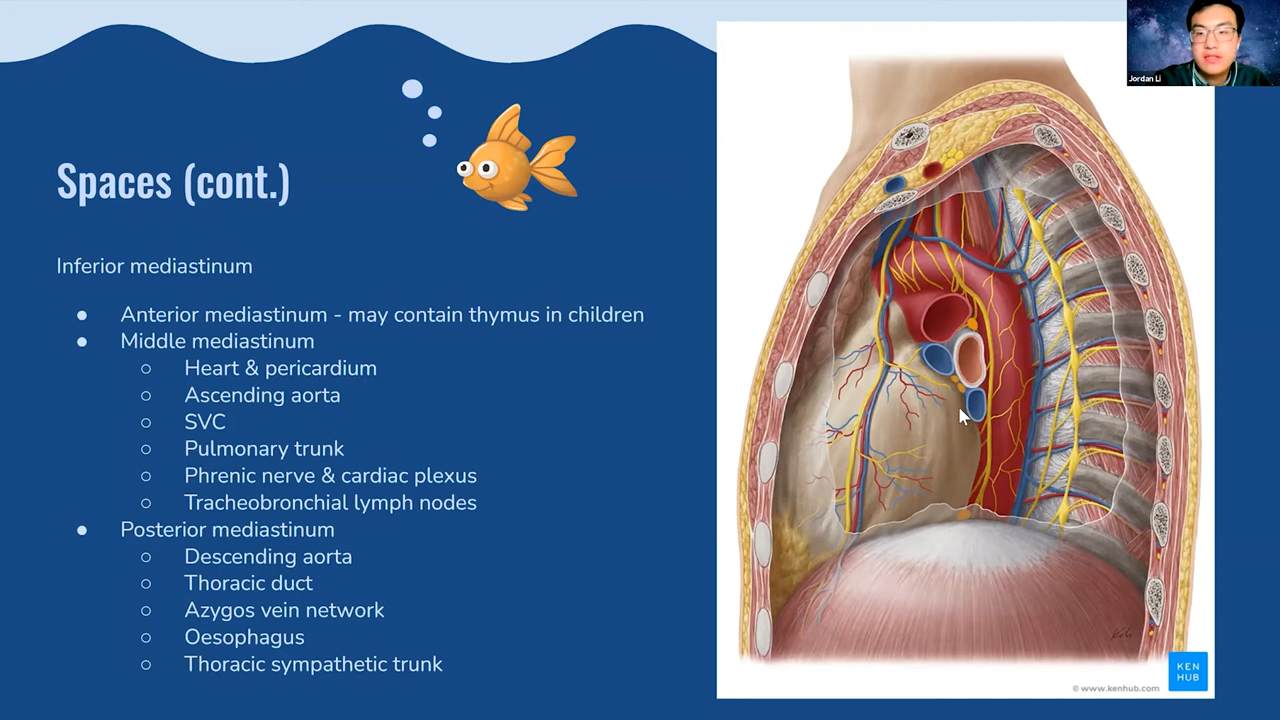 Jordan Li
Spaces (cont.)
Inferior mediastinum
● Anterior mediastinum - may contain thymus in children
● Middle mediastinum
○ Heart & pericardium
○ Ascending aorta
○ SVC
○ Pulmonary trunk
○ Phrenic nerve & cardiac plexus
○ Tracheobronchial lymph nodes
● Posterior mediastinum
○ Descending aorta
○ Thoracic duct
○ Azygos vein network
○ Oesophagus
○ Thoracic sympathetic trunk
KEN
HUB
© www.kenhub.com